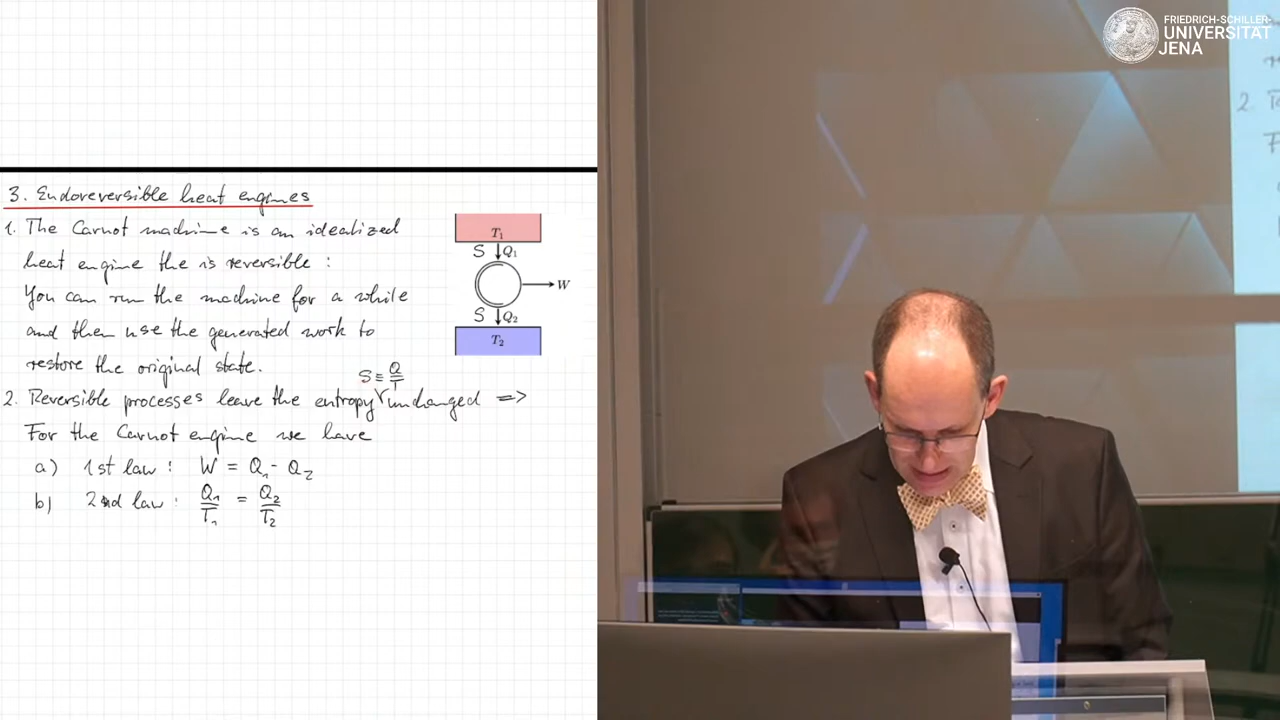 3. Endoreversible heat engines
1. The Carnot machine is an idealized
heat engine the is reversible :
You can run the machine for a while
and then use the generated work to
restore the original state.
S ≡ Q/T
2. Reversible processes leave the entropy unchanged =>
For the Carnot engine we have
a) 1st law : W = Q₁ - Q₂
b) 2nd law : Q₁/T₁ = Q₂/T₂
T₁
S Q₁
W
S Q₂
T₂
FRIEDRICH-SCHILLER-
UNIVERSITÄT
JENA
2.